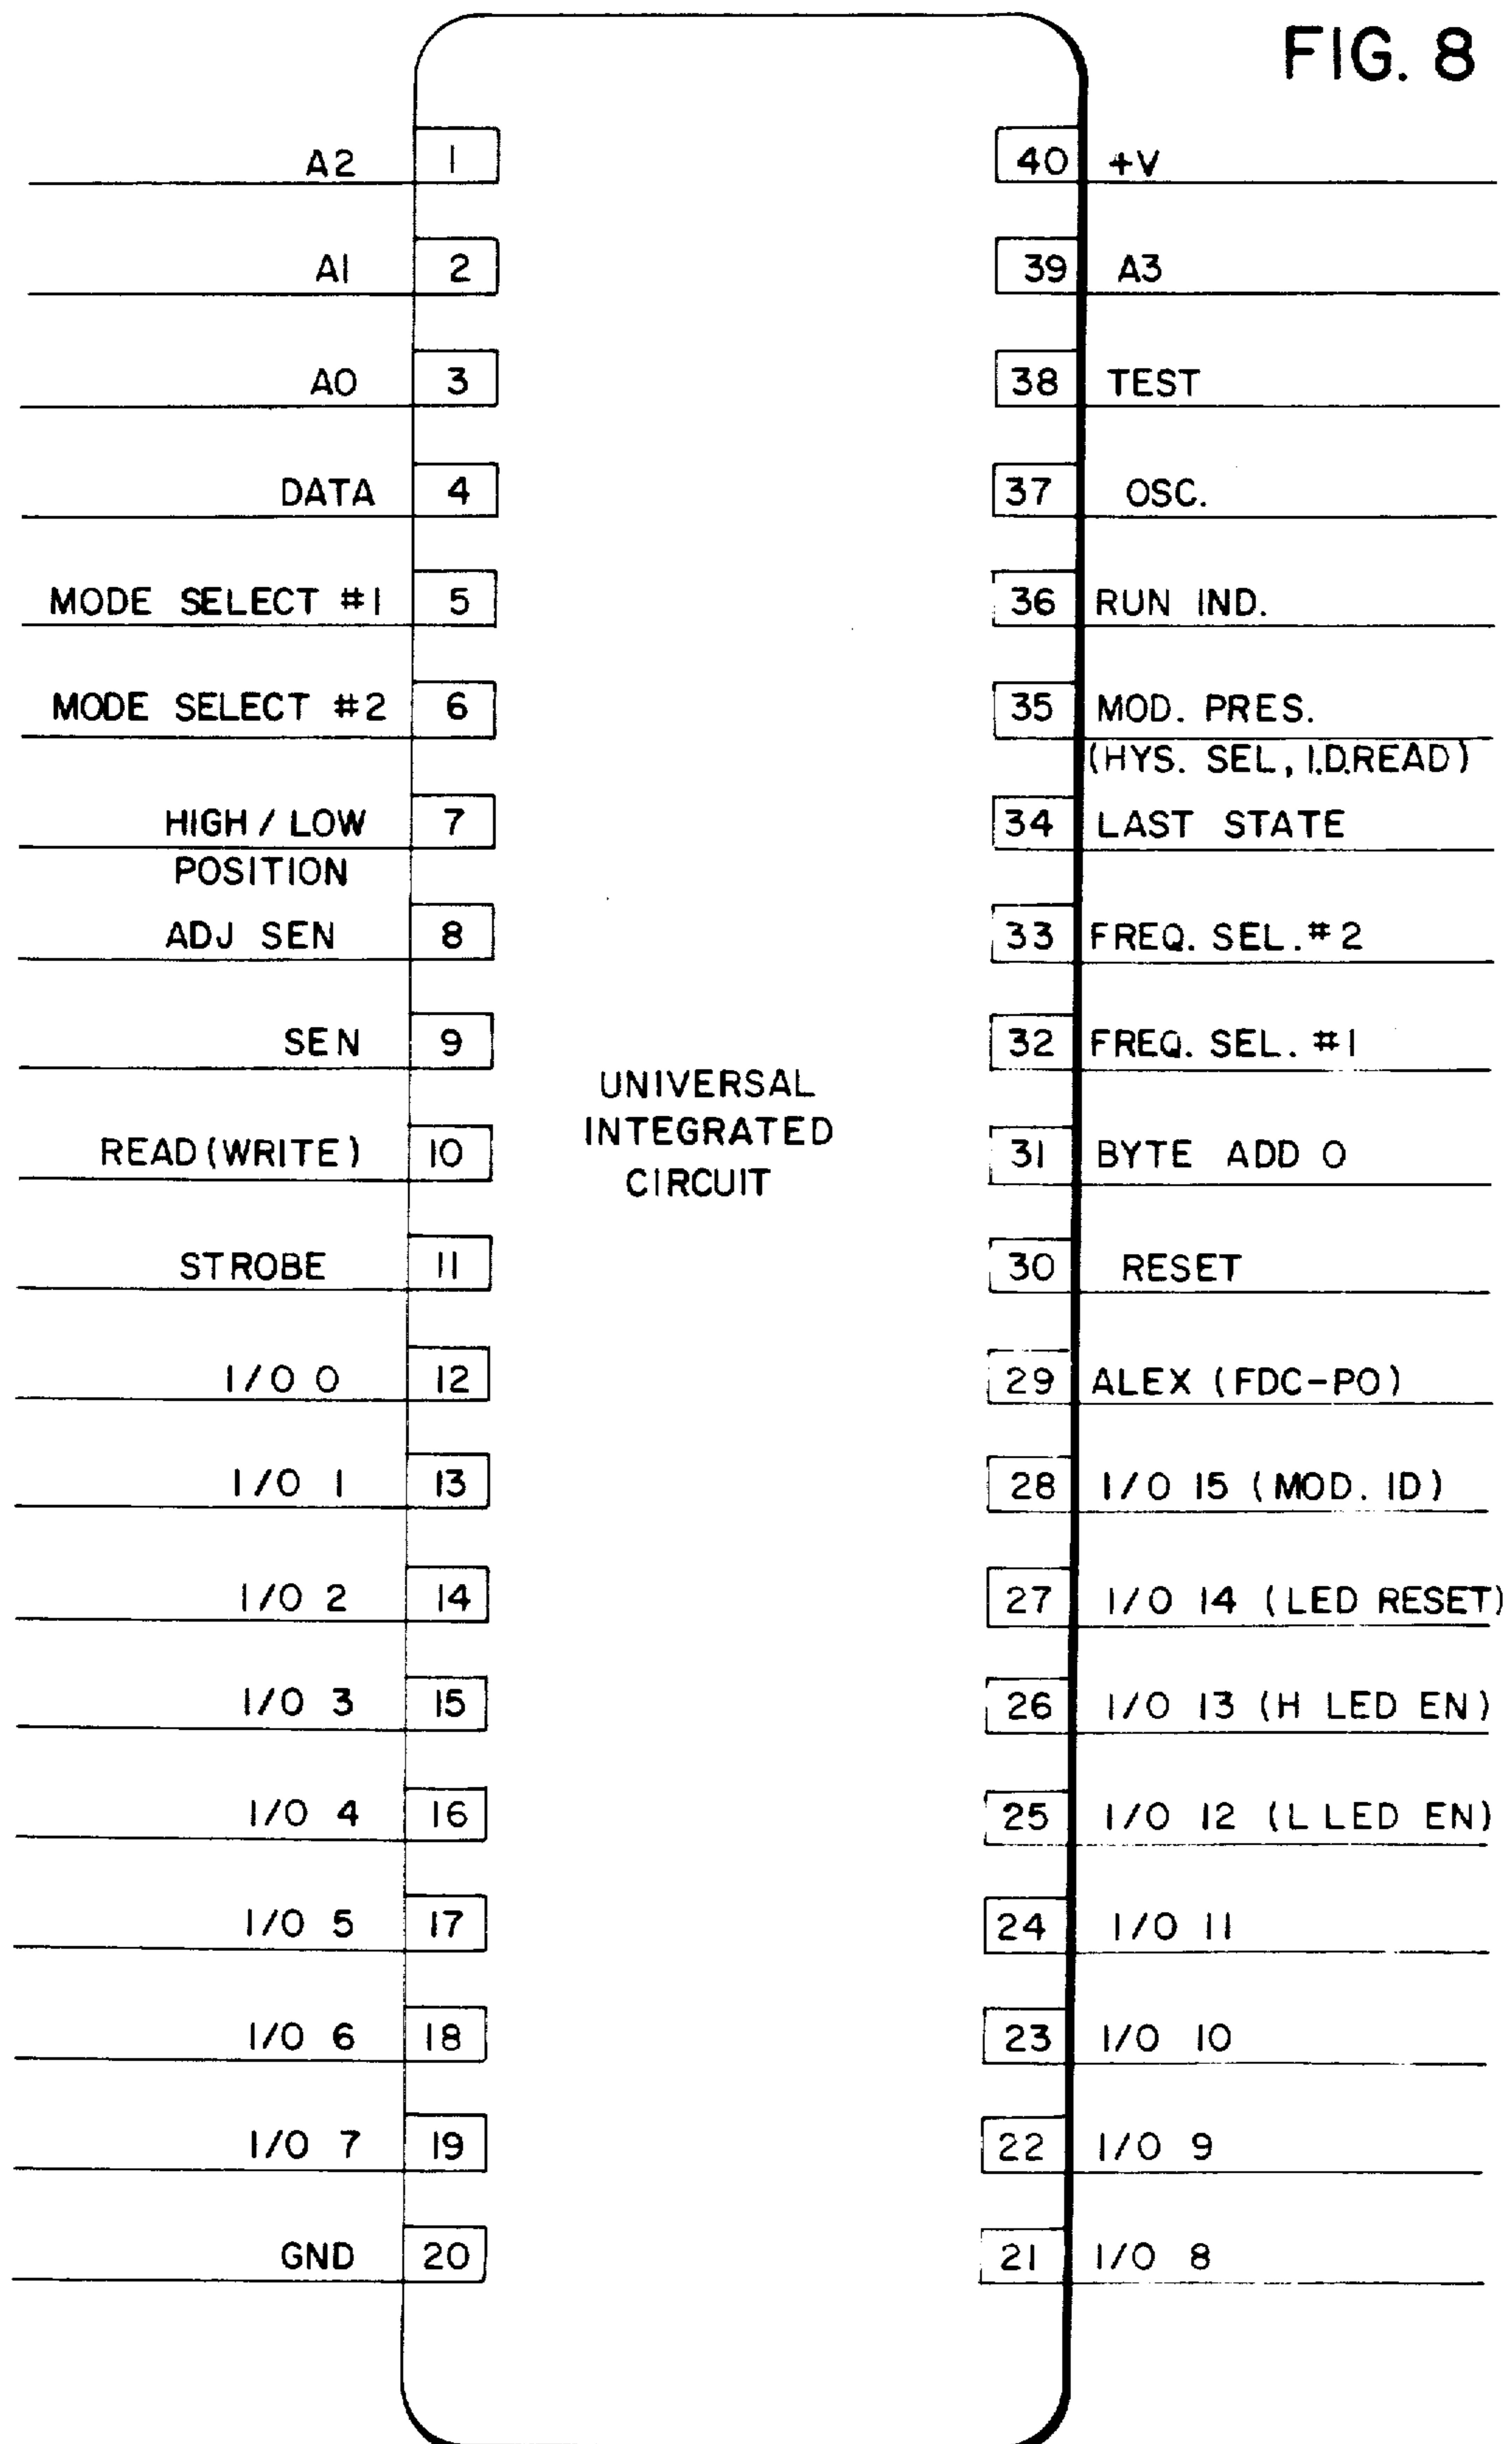 FIG. 8
A2 1 40 +V
A1 2 39 A3
A0 3 38 TEST
DATA 4 37 OSC.
MODE SELECT #1 5 36 RUN IND.
MODE SELECT #2 6 35 MOD. PRES.
(HYS. SEL, I.D.READ)
HIGH / LOW 7 34 LAST STATE
POSITION
ADJ SEN 8 33 FREQ. SEL. #2
SEN 9 32 FREQ. SEL. #1
UNIVERSAL
INTEGRATED
CIRCUIT
READ (WRITE) 10 31 BYTE ADD 0
STROBE 11 30 RESET
I/O 0 12 29 ALEX (FDC-PO)
I/O 1 13 28 I/O 15 (MOD. ID)
I/O 2 14 27 I/O 14 (LED RESET)
I/O 3 15 26 I/O 13 (H LED EN)
I/O 4 16 25 I/O 12 (L LED EN)
I/O 5 17 24 I/O 11
I/O 6 18 23 I/O 10
I/O 7 19 22 I/O 9
GND 20 21 I/O 8